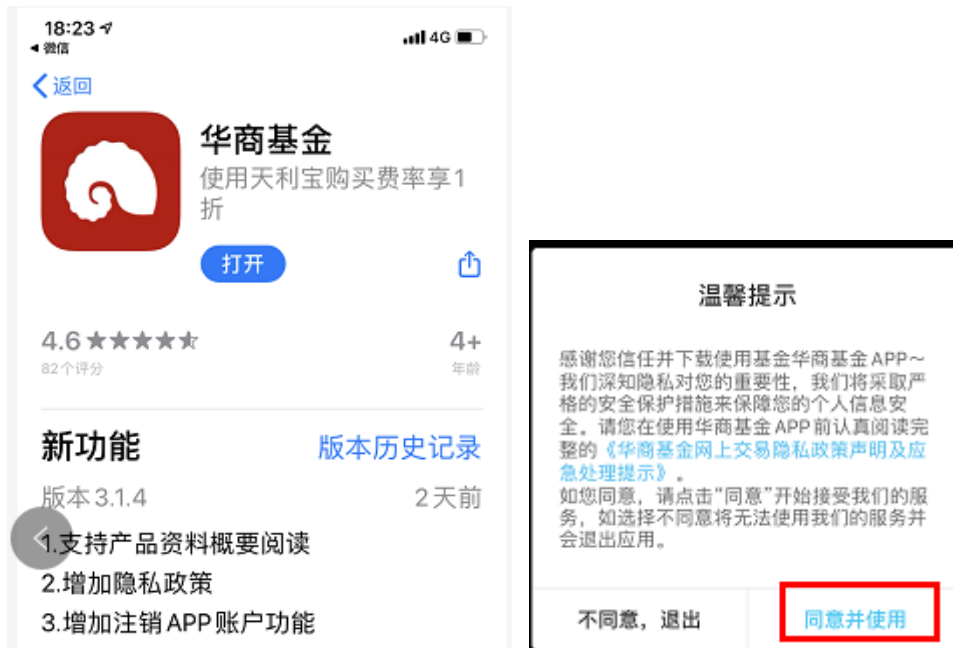 18:23
4G
微信
返回
华商基金
使用天利宝购买费率享1
折
打开
4.6
4+
82个评分
年龄
新功能
版本历史记录
版本3.1.4
2天前
1.支持产品资料概要阅读
2.增加隐私政策
3.增加注销APP账户功能
温馨提示
感谢您信任并下载使用基金华商基金APP～
我们深知隐私对您的重要性，我们将采取严
格的安全保护措施来保障您的个人信息安
全。请您在使用华商基金APP前认真阅读完
整的《华商基金网上交易隐私政策声明及应
急处理提示》。
如您同意，请点击“同意”开始接受我们的服
务，如选择不同意将无法使用我们的服务并
会退出应用。
不同意，退出
同意并使用